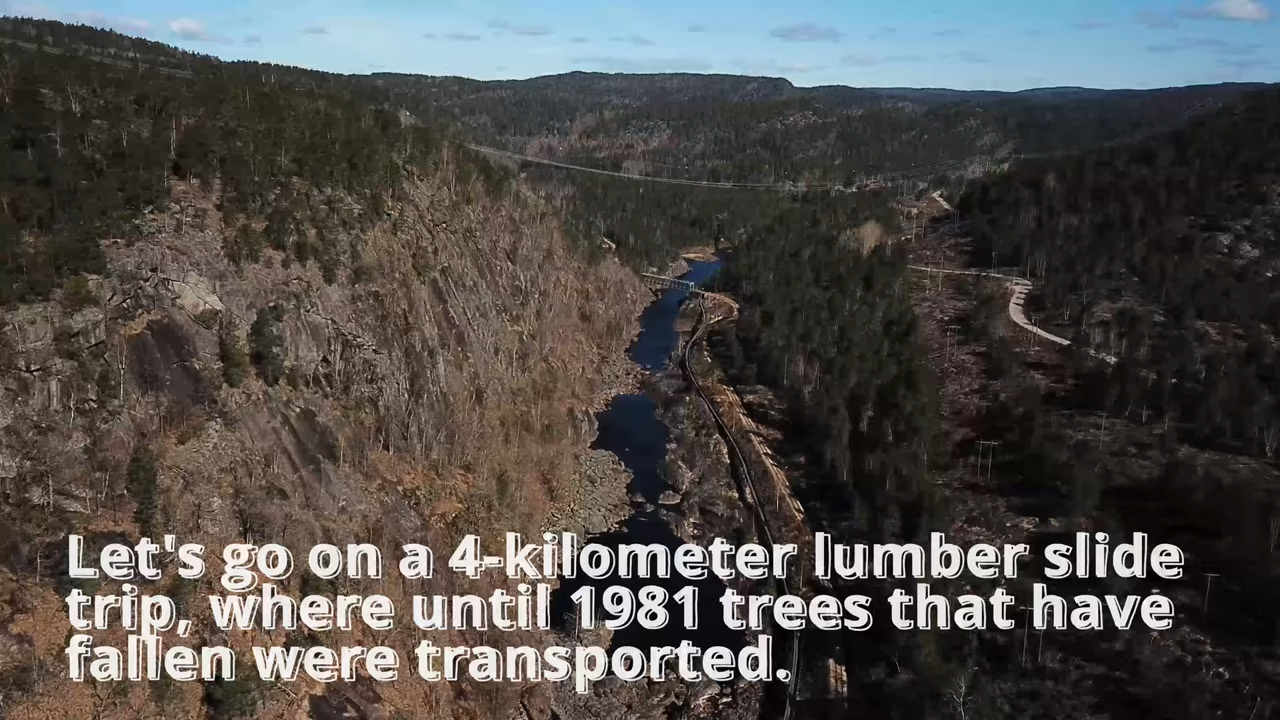 Let's go on a 4-kilometer lumber slide
trip, where until 1981 trees that have
fallen were transported.